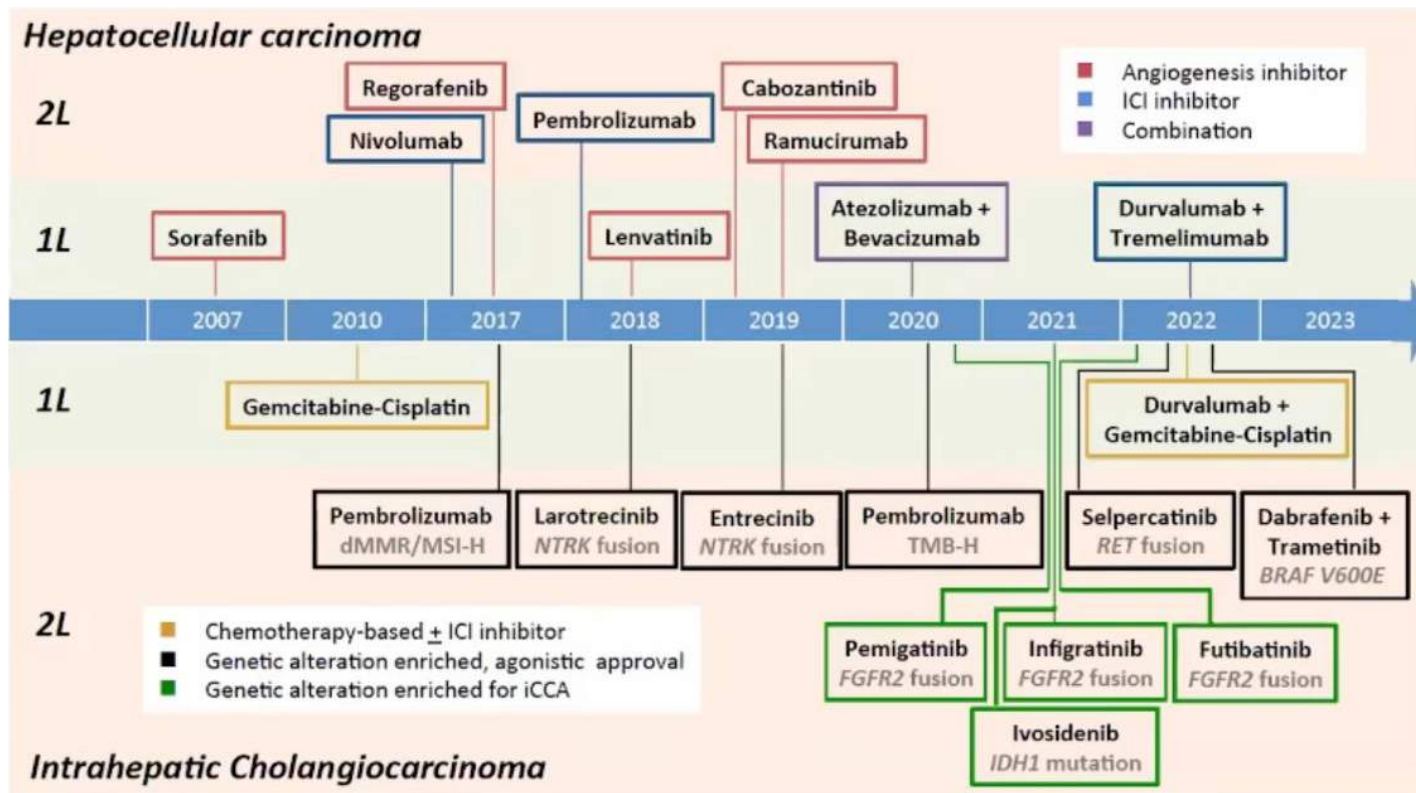 Hepatocellular carcinoma
2L
Regorafenib
Nivolumab
Pembrolizumab
Cabozantinib
Ramucirumab
Angiogenesis inhibitor
ICI inhibitor
Combination
1L
Sorafenib
Lenvatinib
Atezolizumab +
Bevacizumab
Durvalumab +
Tremelimumab
2007 2010 2017 2018 2019 2020 2021 2022 2023
1L
Gemcitabine-Cisplatin
Durvalumab +
Gemcitabine-Cisplatin
Pembrolizumab
dMMR/MSI-H
Larotrecinib
NTRK fusion
Entrecinib
NTRK fusion
Pembrolizumab
TMB-H
Selpercatinib
RET fusion
Dabrafenib +
Trametinib
BRAF V600E
2L
Chemotherapy-based + ICI inhibitor
Genetic alteration enriched, agonistic approval
Genetic alteration enriched for iCCA
Pemigatinib
FGFR2 fusion
Infigratinib
FGFR2 fusion
Futibatinib
FGFR2 fusion
Ivosidenib
IDH1 mutation
Intrahepatic Cholangiocarcinoma